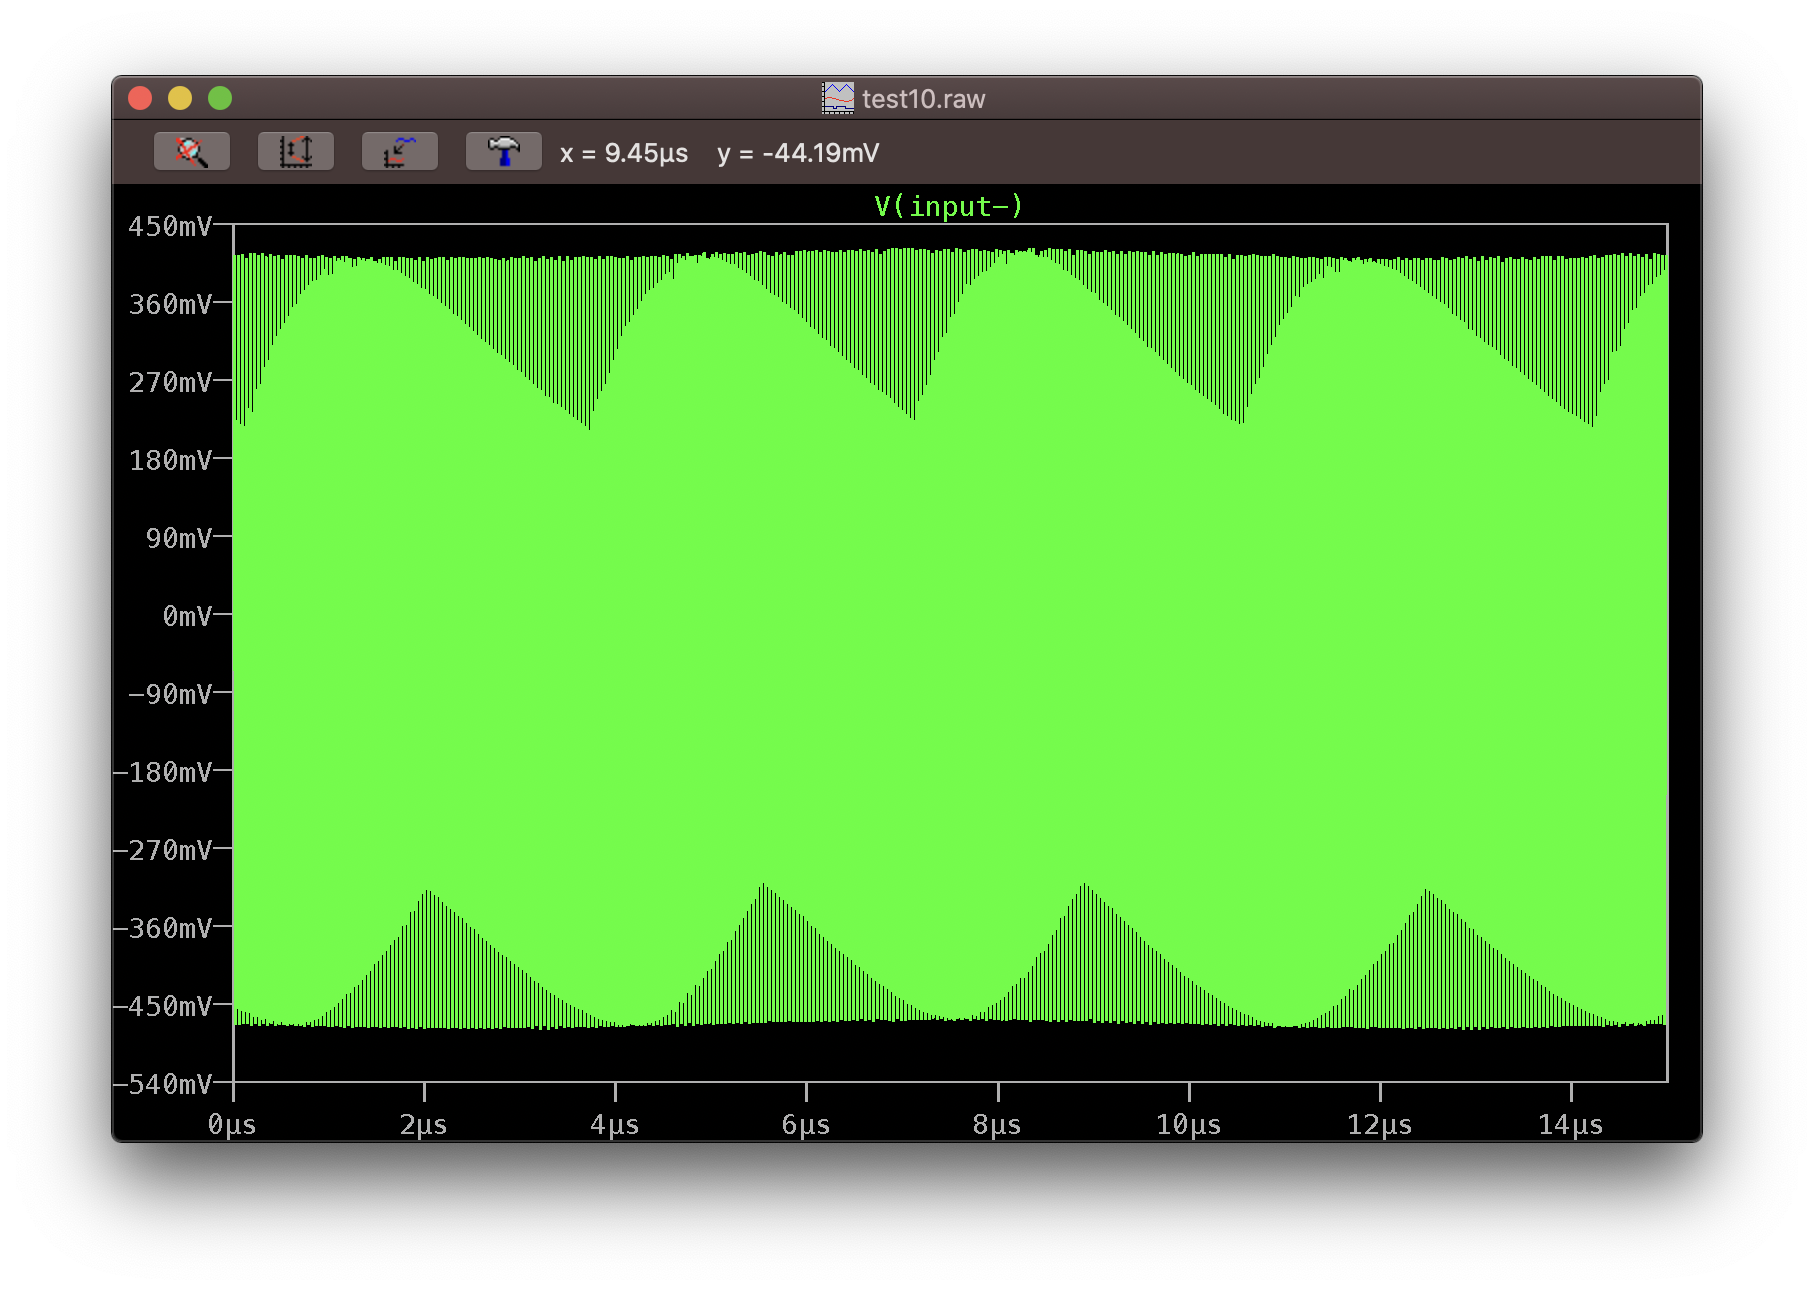 test10.raw
x = 9.45µs y = -44.19mV
V(input−)
450mV
360mV
270mV
180mV
90mV
0mV
−90mV
−180mV
−270mV
−360mV
−450mV
−540mV
0µs 2µs 4µs 6µs 8µs 10µs 12µs 14µs